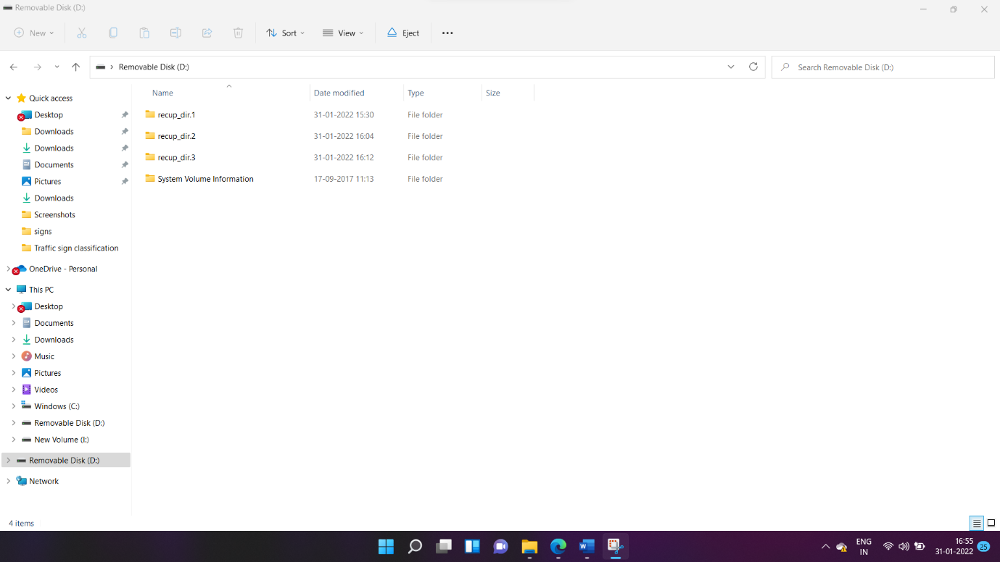 Removable Disk (D:)
New
Sort
View
Eject
Removable Disk (D:)
Search Removable Disk (D:)
Name Date modified Type Size
recup_dir.1 31-01-2022 15:30 File folder
recup_dir.2 31-01-2022 16:04 File folder
recup_dir.3 31-01-2022 16:12 File folder
System Volume Information 17-09-2017 11:13 File folder
Quick access
Desktop
Downloads
Downloads
Documents
Pictures
Downloads
Screenshots
signs
Traffic sign classification
OneDrive - Personal
This PC
Desktop
Documents
Downloads
Music
Pictures
Videos
Windows (C:)
Removable Disk (D:)
New Volume (I:)
Removable Disk (D:)
Network
4 items
ENG
IN
16:55
31-01-2022
25